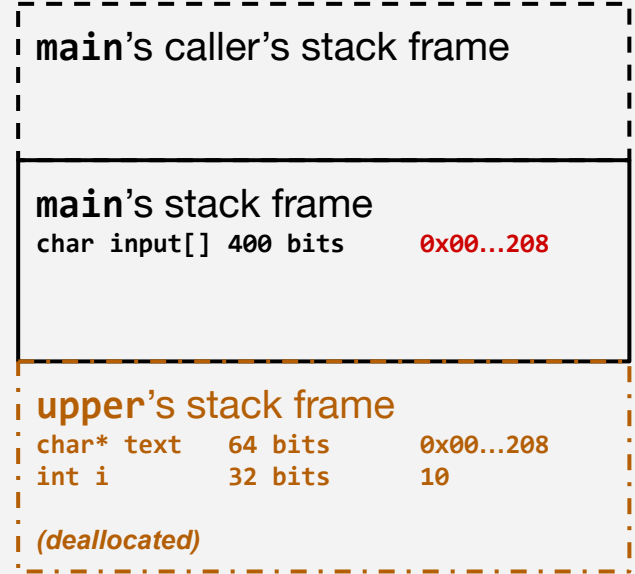 main’s caller’s stack frame
main’s stack frame
char input[] 400 bits 0x00...208
upper’s stack frame
char* text 64 bits 0x00...208
int i 32 bits 10
(deallocated)